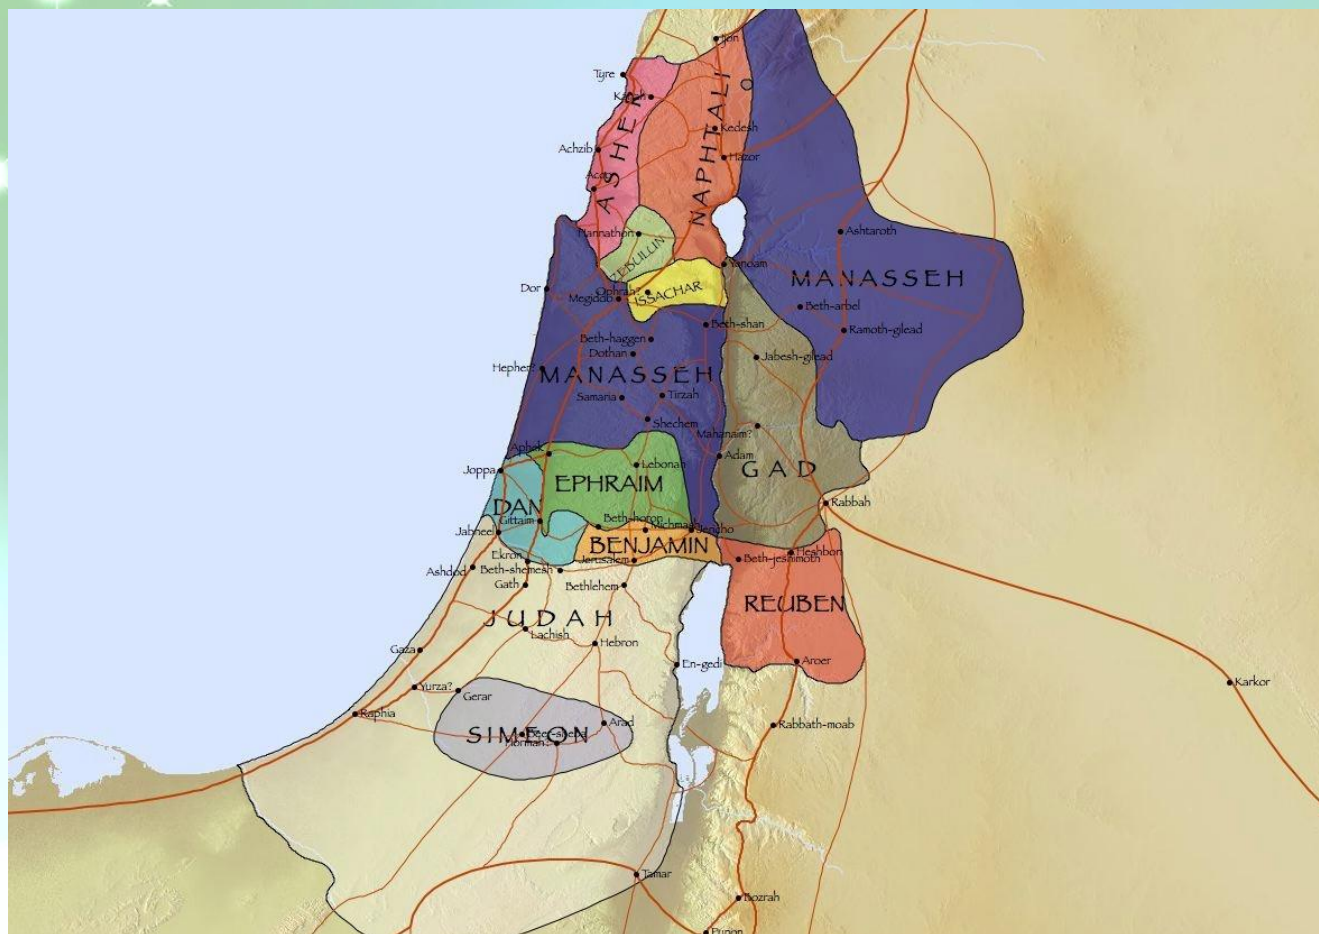 Ijon
Tyre
Kanah
ASHER
NAPHTALI
Kedesh
Achzib
Hazor
Acco
Hannathon
Ashtaroth
ZEBULUN
Yanoam
MANASSEH
Dor
Ophrah?
ISSACHAR
Megiddo
Beth-arbel
Beth-shan
Ramoth-gilead
Beth-haggan
Dothan
Jabesh-gilead
Hepher?
MANASSEH
Samaria
Tirzah
Shechem
Mahanaim?
Aphek
Adam
Joppa
Lebonah
GAD
EPHRAIM
DAN
Rabbah
Gittaim
Beth-horon
Michmash
Jericho
Jabneel
BENJAMIN
Heshbon
Ekron
Jerusalem
Beth-jeshimoth
Ashdod
Beth-shemesh
Gath
Bethlehem
REUBEN
JUDAH
Lachish
Hebron
Gaza
En-gedi
Aroer
Karkor
Yurza?
Gerar
Raphia
Arad
Rabbath-moab
SIMEON
Beer-sheba
Hormah?
Tamar
Bozrah
Punon